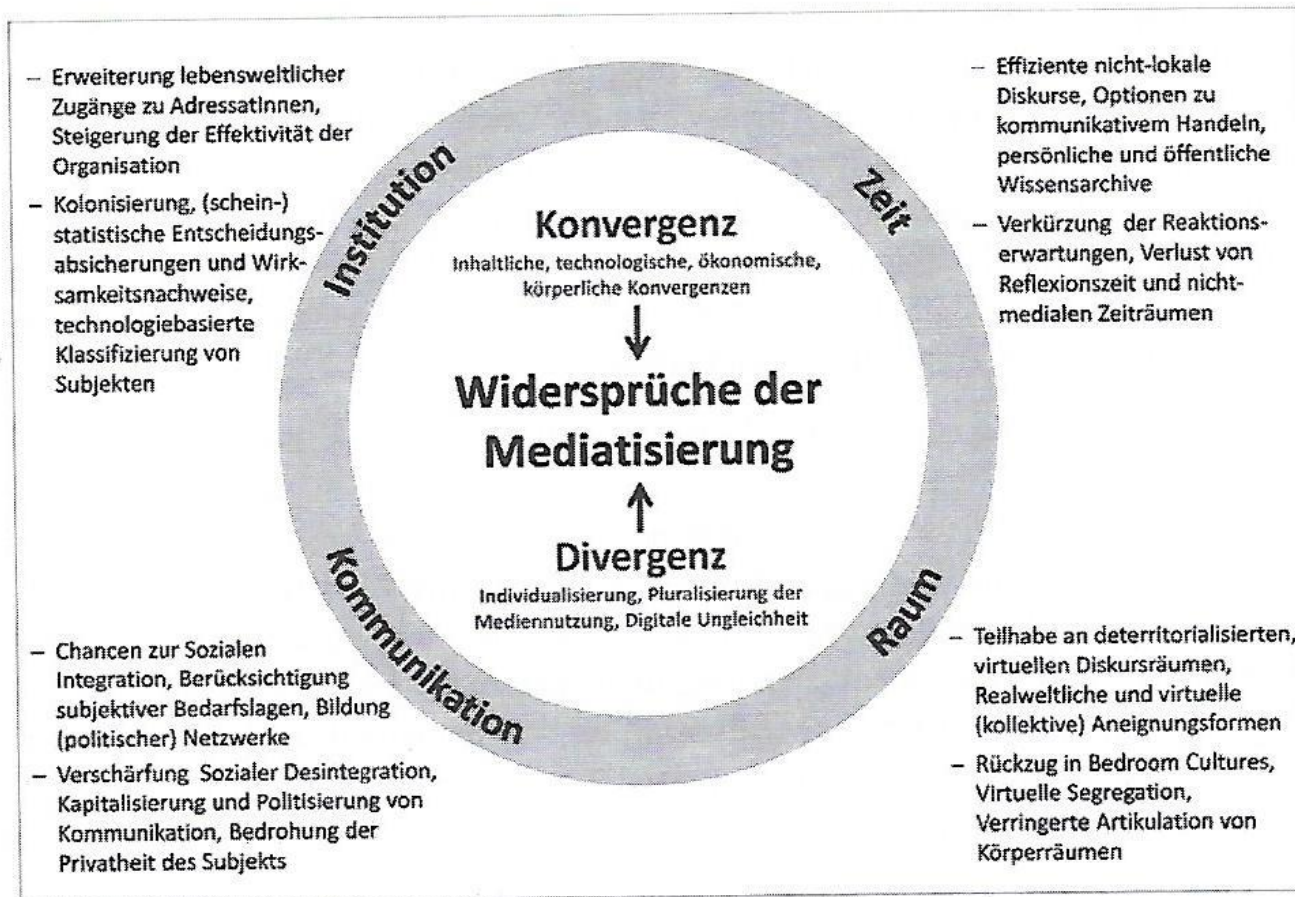 – Erweiterung lebensweltlicher
Zugänge zu AdressatInnen,
Steigerung der Effektivität der
Organisation
– Kolonisierung, (schein-)
statistische Entscheidungs-
absicherungen und Wirk-
samkeitsnachweise,
technologiebasierte
Klassifizierung von
Subjekten
Institution
Zeit
– Effiziente nicht-lokale
Diskurse, Optionen zu
kommunikativem Handeln,
persönliche und öffentliche
Wissensarchive
– Verkürzung der Reaktions-
erwartungen, Verlust von
Reflexionszeit und nicht-
medialen Zeiträumen
Konvergenz
Inhaltliche, technologische, ökonomische,
körperliche Konvergenzen
Widersprüche der
Mediatisierung
Divergenz
Individualisierung, Pluralisierung der
Mediennutzung, Digitale Ungleichheit
Kommunikation
Raum
– Chancen zur Sozialen
Integration, Berücksichtigung
subjektiver Bedarfslagen, Bildung
(politischer) Netzwerke
– Verschärfung Sozialer Desintegration,
Kapitalisierung und Politisierung von
Kommunikation, Bedrohung der
Privatheit des Subjekts
– Teilhabe an deterritorialisierten,
virtuellen Diskursräumen,
Realweltliche und virtuelle
(kollektive) Aneignungsformen
– Rückzug in Bedroom Cultures,
Virtuelle Segregation,
Verringerte Artikulation von
Körperräumen